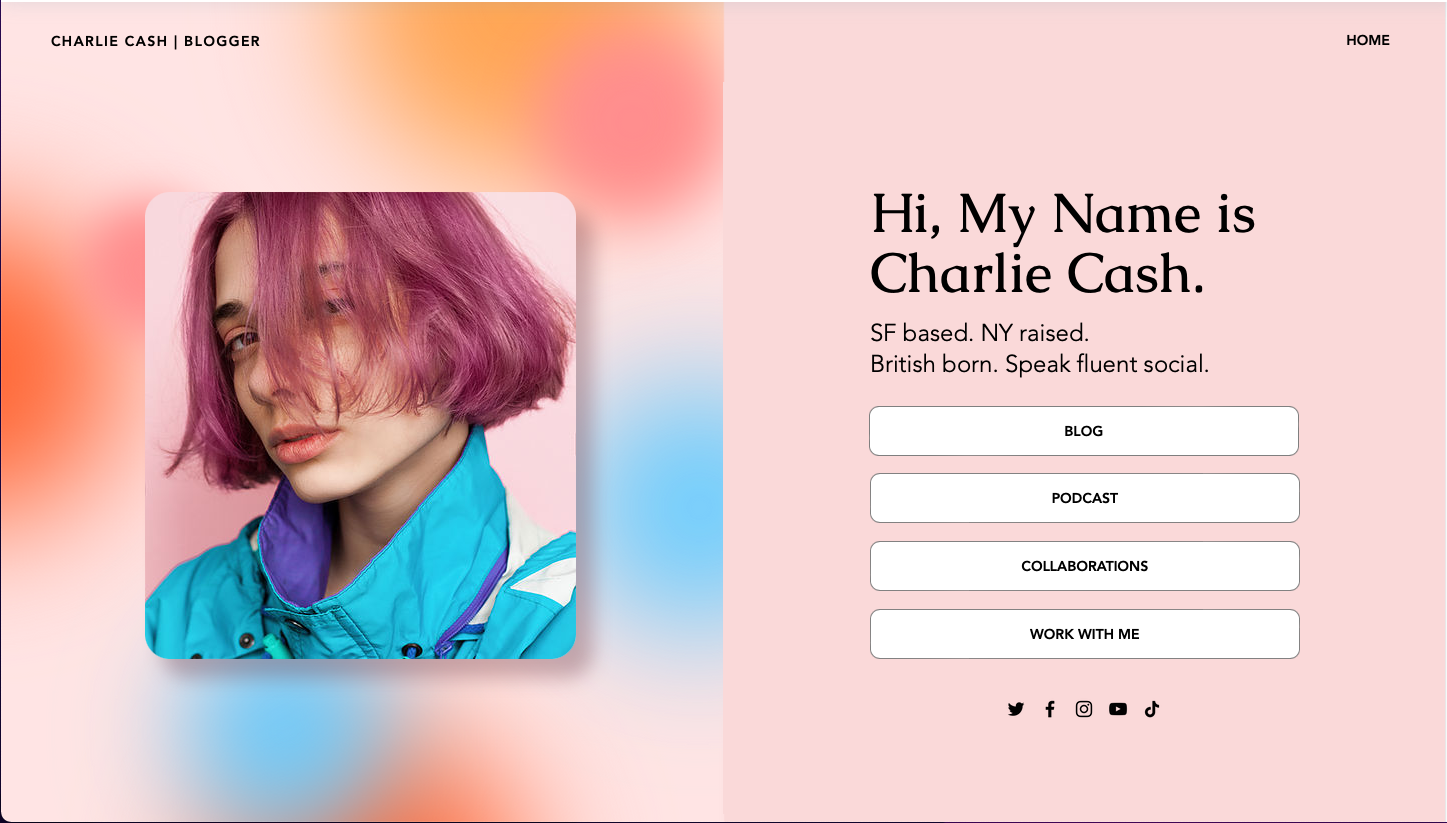 CHARLIE CASH | BLOGGER
HOME
Hi, My Name is
Charlie Cash.
SF based. NY raised.
British born. Speak fluent social.
BLOG
PODCAST
COLLABORATIONS
WORK WITH ME